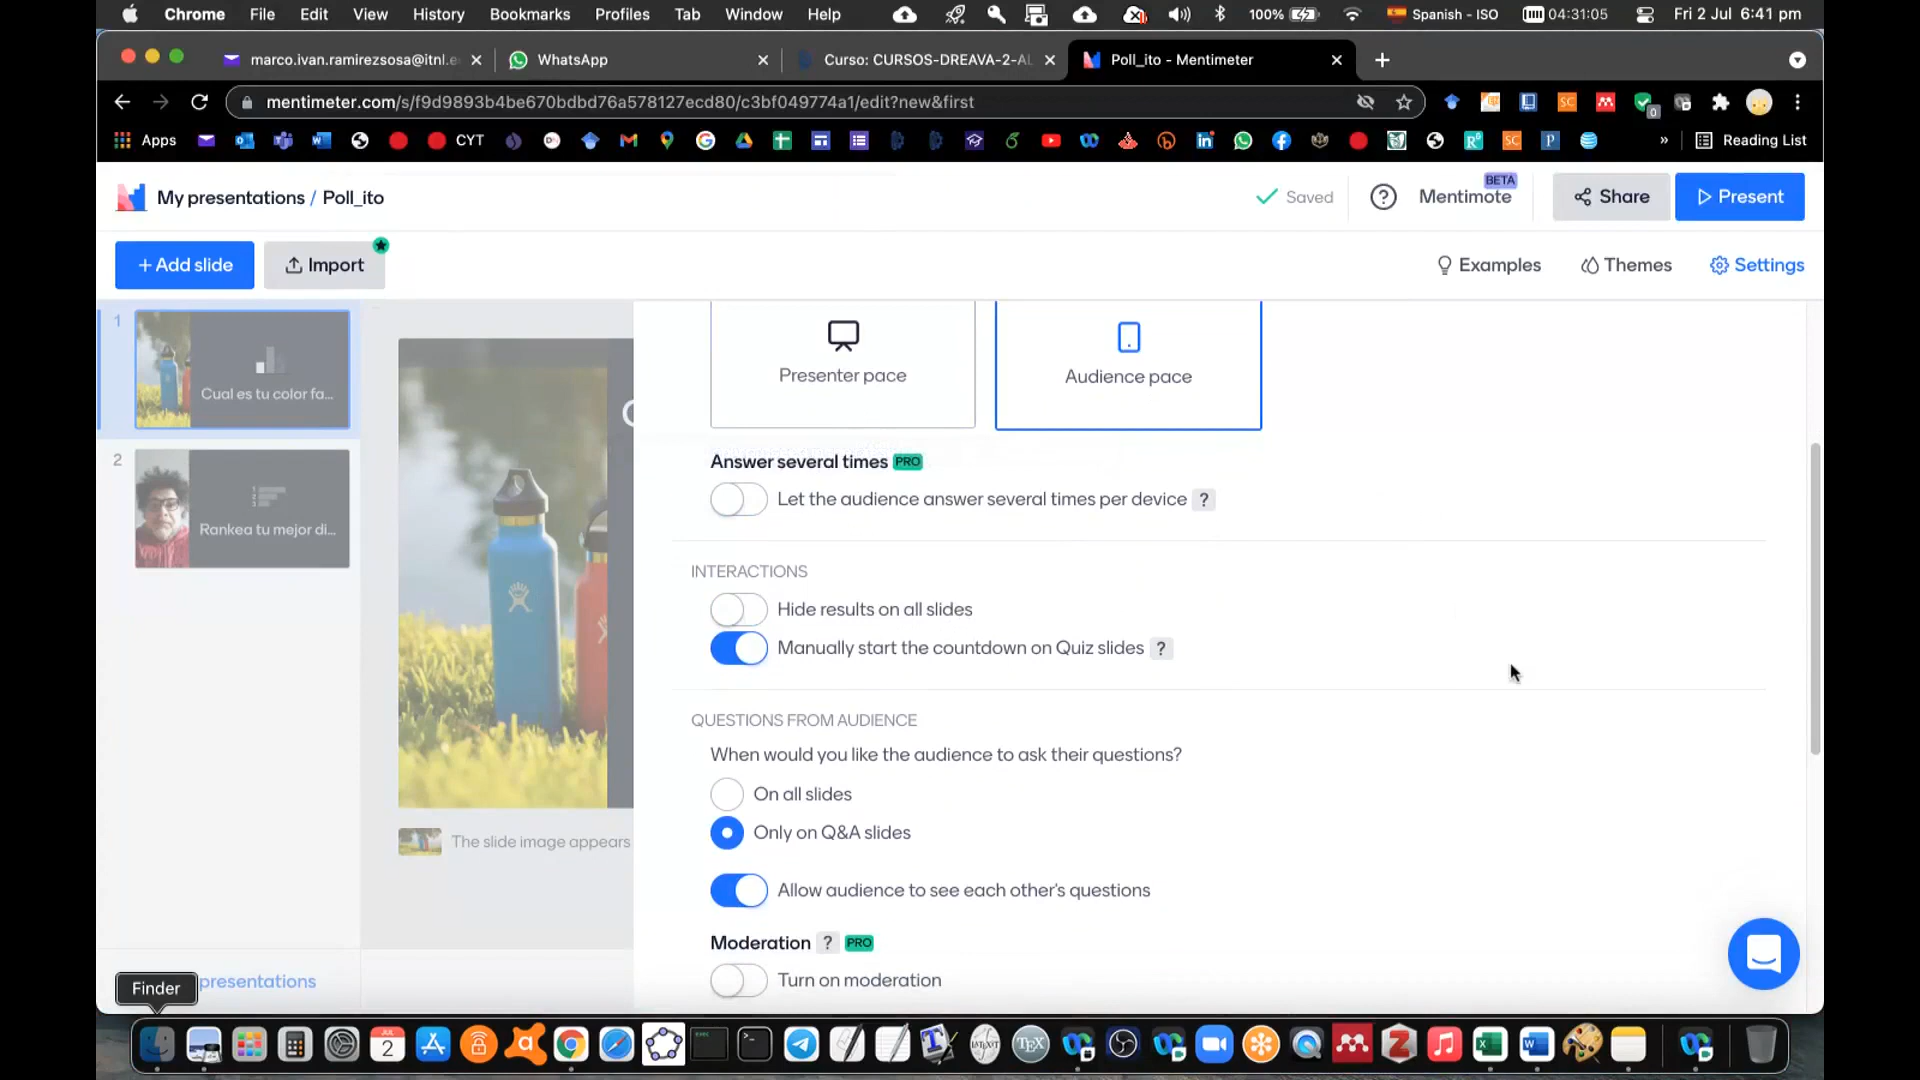 Chrome File Edit View History Bookmarks Profiles Tab Window Help 100% Spanish - ISO 04:31:05 Fri 2 Jul 6:41 pm
marco.ivan.ramirezsosa@itnl.e WhatsApp Curso: CURSOS-DREAVA-2-AL Poll_ito - Mentimeter
mentimeter.com/s/f9d9893b4be670bdbd76a578127ecd80/c3bf049774a1/edit?new&first
Apps CYT Reading List
My presentations / Poll_ito Saved Mentimote BETA Share Present
+ Add slide Import Examples Themes Settings
1
Cual es tu color fa...
2
Rankea tu mejor di...
The slide image appears
presentations
Finder
Presenter pace
Audience pace
Answer several times PRO
Let the audience answer several times per device ?
INTERACTIONS
Hide results on all slides
Manually start the countdown on Quiz slides ?
QUESTIONS FROM AUDIENCE
When would you like the audience to ask their questions?
On all slides
Only on Q&A slides
Allow audience to see each other's questions
Moderation ? PRO
Turn on moderation
JUL
2